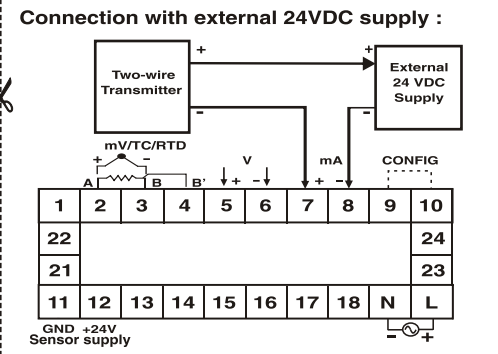 Connection with external 24VDC supply :
+ +
Two-wire
Transmitter
External
24 VDC
Supply
- -
mV/TC/RTD
+ -
V
mA
CONFIG
A B B' + - + -
1 2 3 4 5 6 7 8 9 10
22 24
21 23
11 12 13 14 15 16 17 18 N L
GND +24V
Sensor supply
- +